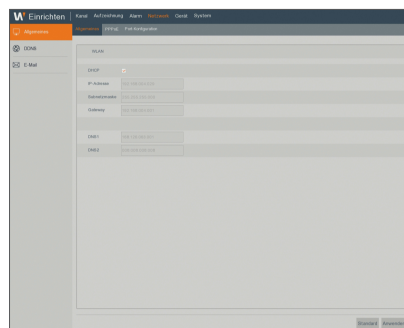 W Einrichten
Kanal Aufzeichnung Alarm Netzwerk Gerät System
Allgemeines
DDNS
E-Mail
Allgemeines PPPoE Port-Konfiguration
WLAN
DHCP
IP-Adresse
Subnetzmaske
Gateway
DNS1
DNS2
Standard Anwenden